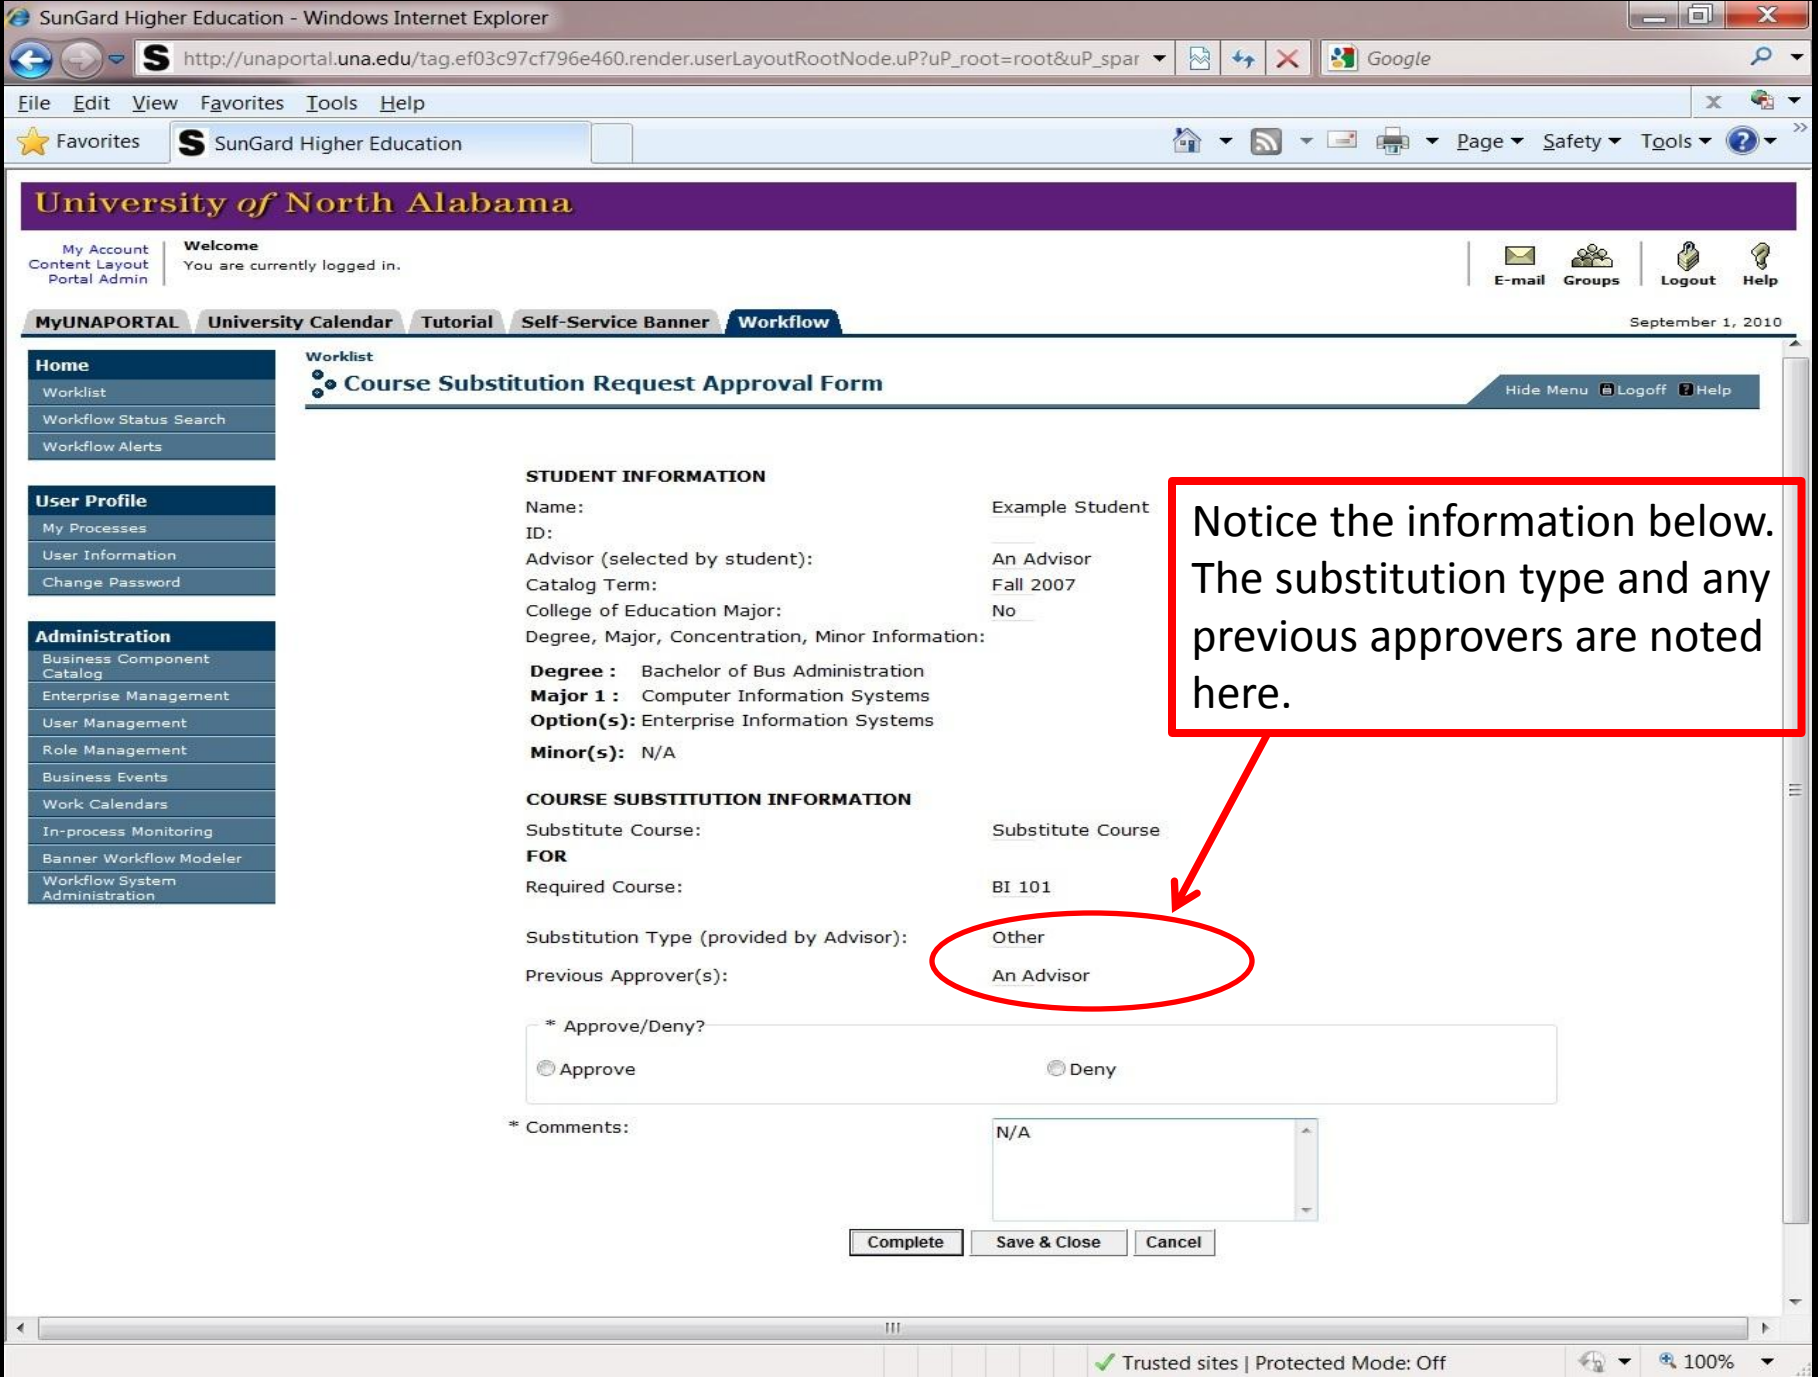 SunGard Higher Education - Windows Internet Explorer
http://unaportal.una.edu/tag.ef03c97cf796e460.render.userLayoutRootNode.uP?uP_root=root&uP_spar
Google
File Edit View Favorites Tools Help
Favorites
SunGard Higher Education
Page Safety Tools
University of North Alabama
My Account
Content Layout
Portal Admin
Welcome
You are currently logged in.
E-mail Groups Logout Help
MyUNAPORTAL University Calendar Tutorial Self-Service Banner Workflow
September 1, 2010
Home
Worklist
Workflow Status Search
Workflow Alerts
User Profile
My Processes
User Information
Change Password
Administration
Business Component
Catalog
Enterprise Management
User Management
Role Management
Business Events
Work Calendars
In-process Monitoring
Banner Workflow Modeler
Workflow System
Administration
Worklist
Course Substitution Request Approval Form
Hide Menu Logoff Help
STUDENT INFORMATION
Name: Example Student
ID:
Advisor (selected by student): An Advisor
Catalog Term: Fall 2007
College of Education Major: No
Degree, Major, Concentration, Minor Information:
Degree : Bachelor of Bus Administration
Major 1 : Computer Information Systems
Option(s): Enterprise Information Systems
Minor(s): N/A
Notice the information below.
The substitution type and any
previous approvers are noted
here.
COURSE SUBSTITUTION INFORMATION
Substitute Course: Substitute Course
FOR
Required Course: BI 101
Substitution Type (provided by Advisor): Other
Previous Approver(s): An Advisor
* Approve/Deny?
Approve Deny
* Comments: N/A
Complete Save & Close Cancel
Trusted sites | Protected Mode: Off
100%